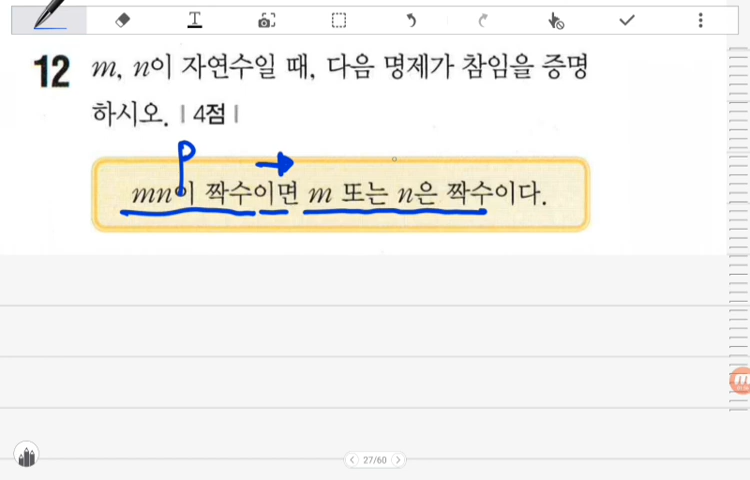 12 m, n이 자연수일 때, 다음 명제가 참임을 증명
하시오. | 4점 |
p
mn이 짝수이면 m 또는 n은 짝수이다.
27/60